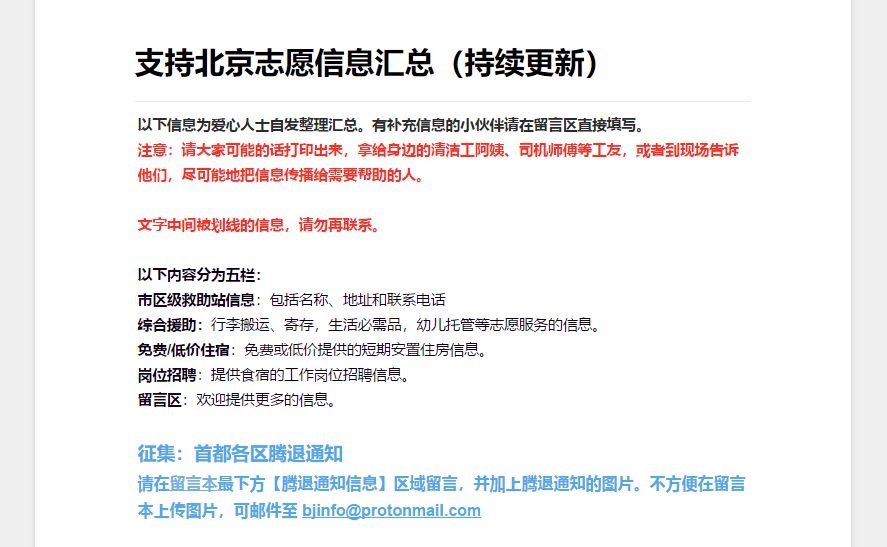 支持北京志愿信息汇总（持续更新）
以下信息为爱心人士自发整理汇总。有补充信息的小伙伴请在留言区直接填写。
注意：请大家可能的话打印出来，拿给身边的清洁工阿姨、司机师傅等工友，或者到现场告诉
他们，尽可能地把信息传播给需要帮助的人。
文字中间被划线的信息，请勿再联系。
以下内容分为五栏：
市区级救助站信息：包括名称、地址和联系电话
综合援助：行李搬运、寄存，生活必需品，幼儿托管等志愿服务的信息。
免费/低价住宿：免费或低价提供的短期安置住房信息。
岗位招聘：提供食宿的工作岗位招聘信息。
留言区：欢迎提供更多的信息。
征集：首都各区腾退通知
请在留言本最下方【腾退通知信息】区域留言，并加上腾退通知的图片。不方便在留言
本上传图片，可邮件至 bjinfo@protonmail.com